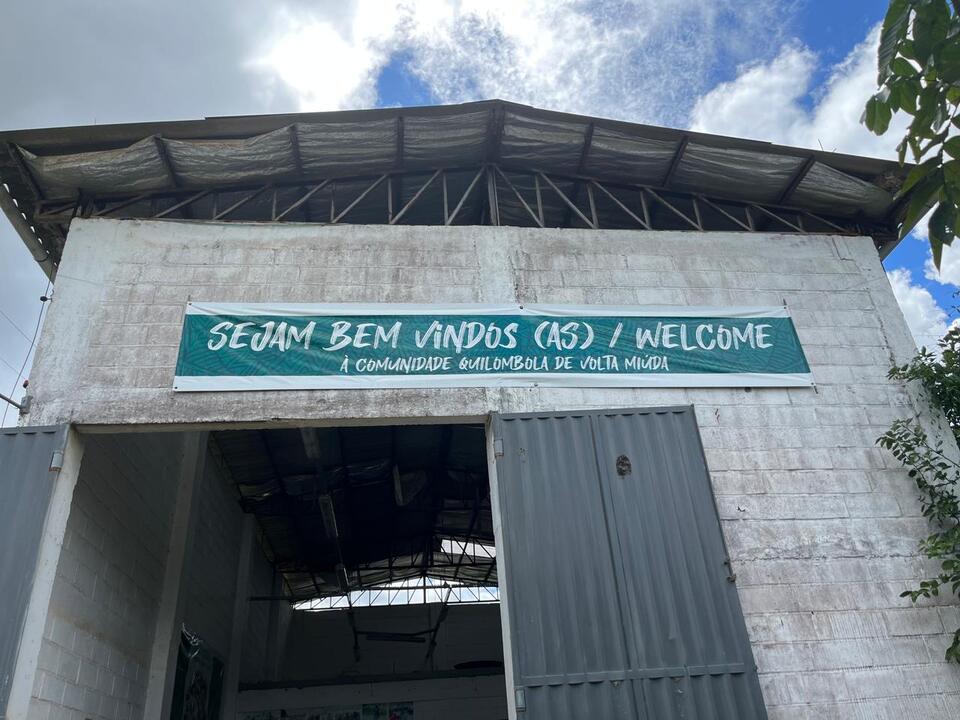 SEJAM BEM VINDOS (AS) / WELCOME
À COMUNIDADE QUILOMBOLA DE VOLTA MIÚDA